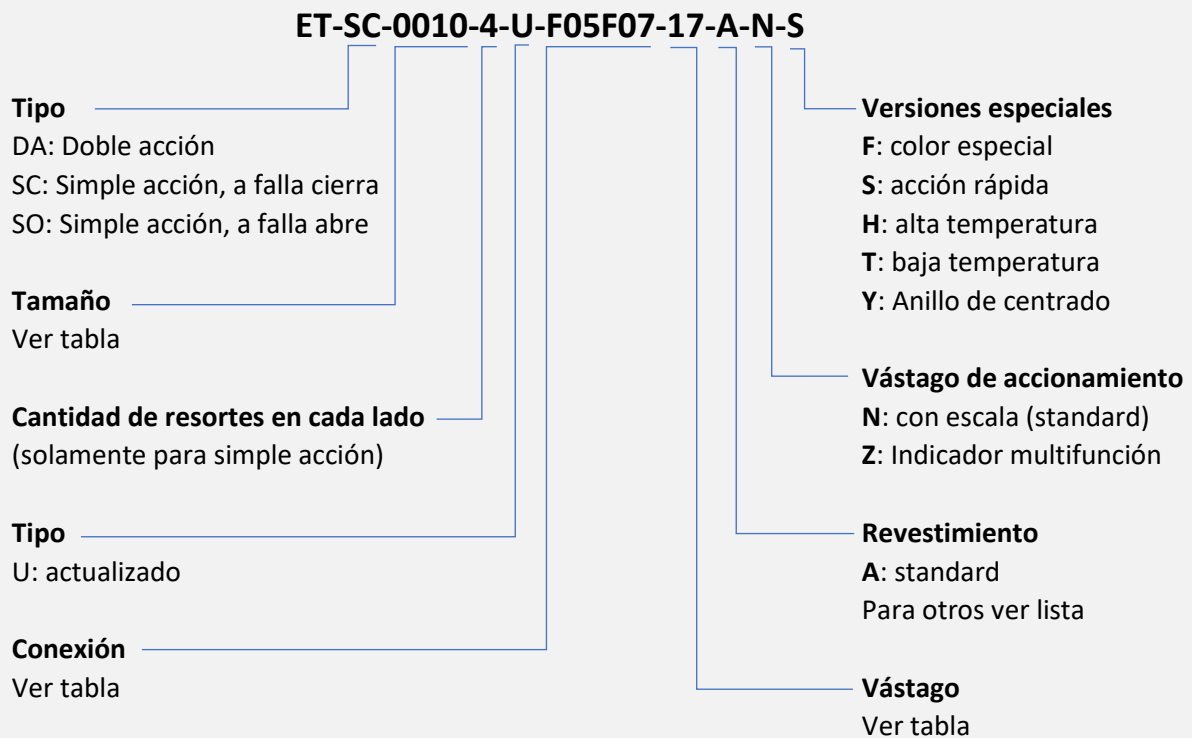 ET-SC-0010-4-U-F05F07-17-A-N-S
Tipo
DA: Doble acción
SC: Simple acción, a falla cierra
SO: Simple acción, a falla abre
Tamaño
Ver tabla
Cantidad de resortes en cada lado
(solamente para simple acción)
Tipo
U: actualizado
Conexión
Ver tabla
Versiones especiales
F: color especial
S: acción rápida
H: alta temperatura
T: baja temperatura
Y: Anillo de centrado
Vástago de accionamiento
N: con escala (standard)
Z: Indicador multifunción
Revestimiento
A: standard
Para otros ver lista
Vástago
Ver tabla